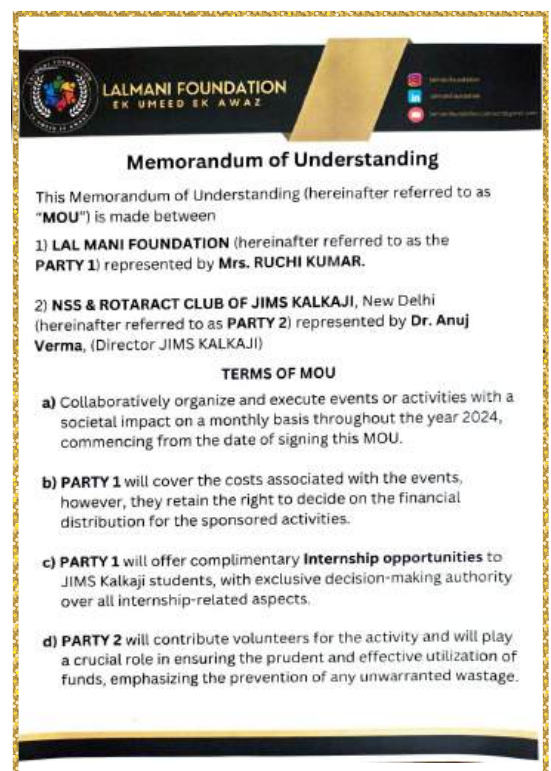 LALMANI FOUNDATION
EK UMEED EK AWAZ
Memorandum of Understanding
This Memorandum of Understanding (hereinafter referred to as
"MOU") is made between
1) LAL MANI FOUNDATION (hereinafter referred to as the
PARTY 1) represented by Mrs. RUCHI KUMAR.
2) NSS & ROTARACT CLUB OF JIMS KALKAJI, New Delhi
(hereinafter referred to as PARTY 2) represented by Dr. Anuj
Verma, (Director JIMS KALKAJI)
TERMS OF MOU
a) Collaboratively organize and execute events or activities with a
societal impact on a monthly basis throughout the year 2024,
commencing from the date of signing this MOU.
b) PARTY 1 will cover the costs associated with the events,
however, they retain the right to decide on the financial
distribution for the sponsored activities.
c) PARTY 1 will offer complimentary Internship opportunities to
JIMS Kalkaji students, with exclusive decision-making authority
over all internship-related aspects.
d) PARTY 2 will contribute volunteers for the activity and will play
a crucial role in ensuring the prudent and effective utilization of
funds, emphasizing the prevention of any unwarranted wastage.